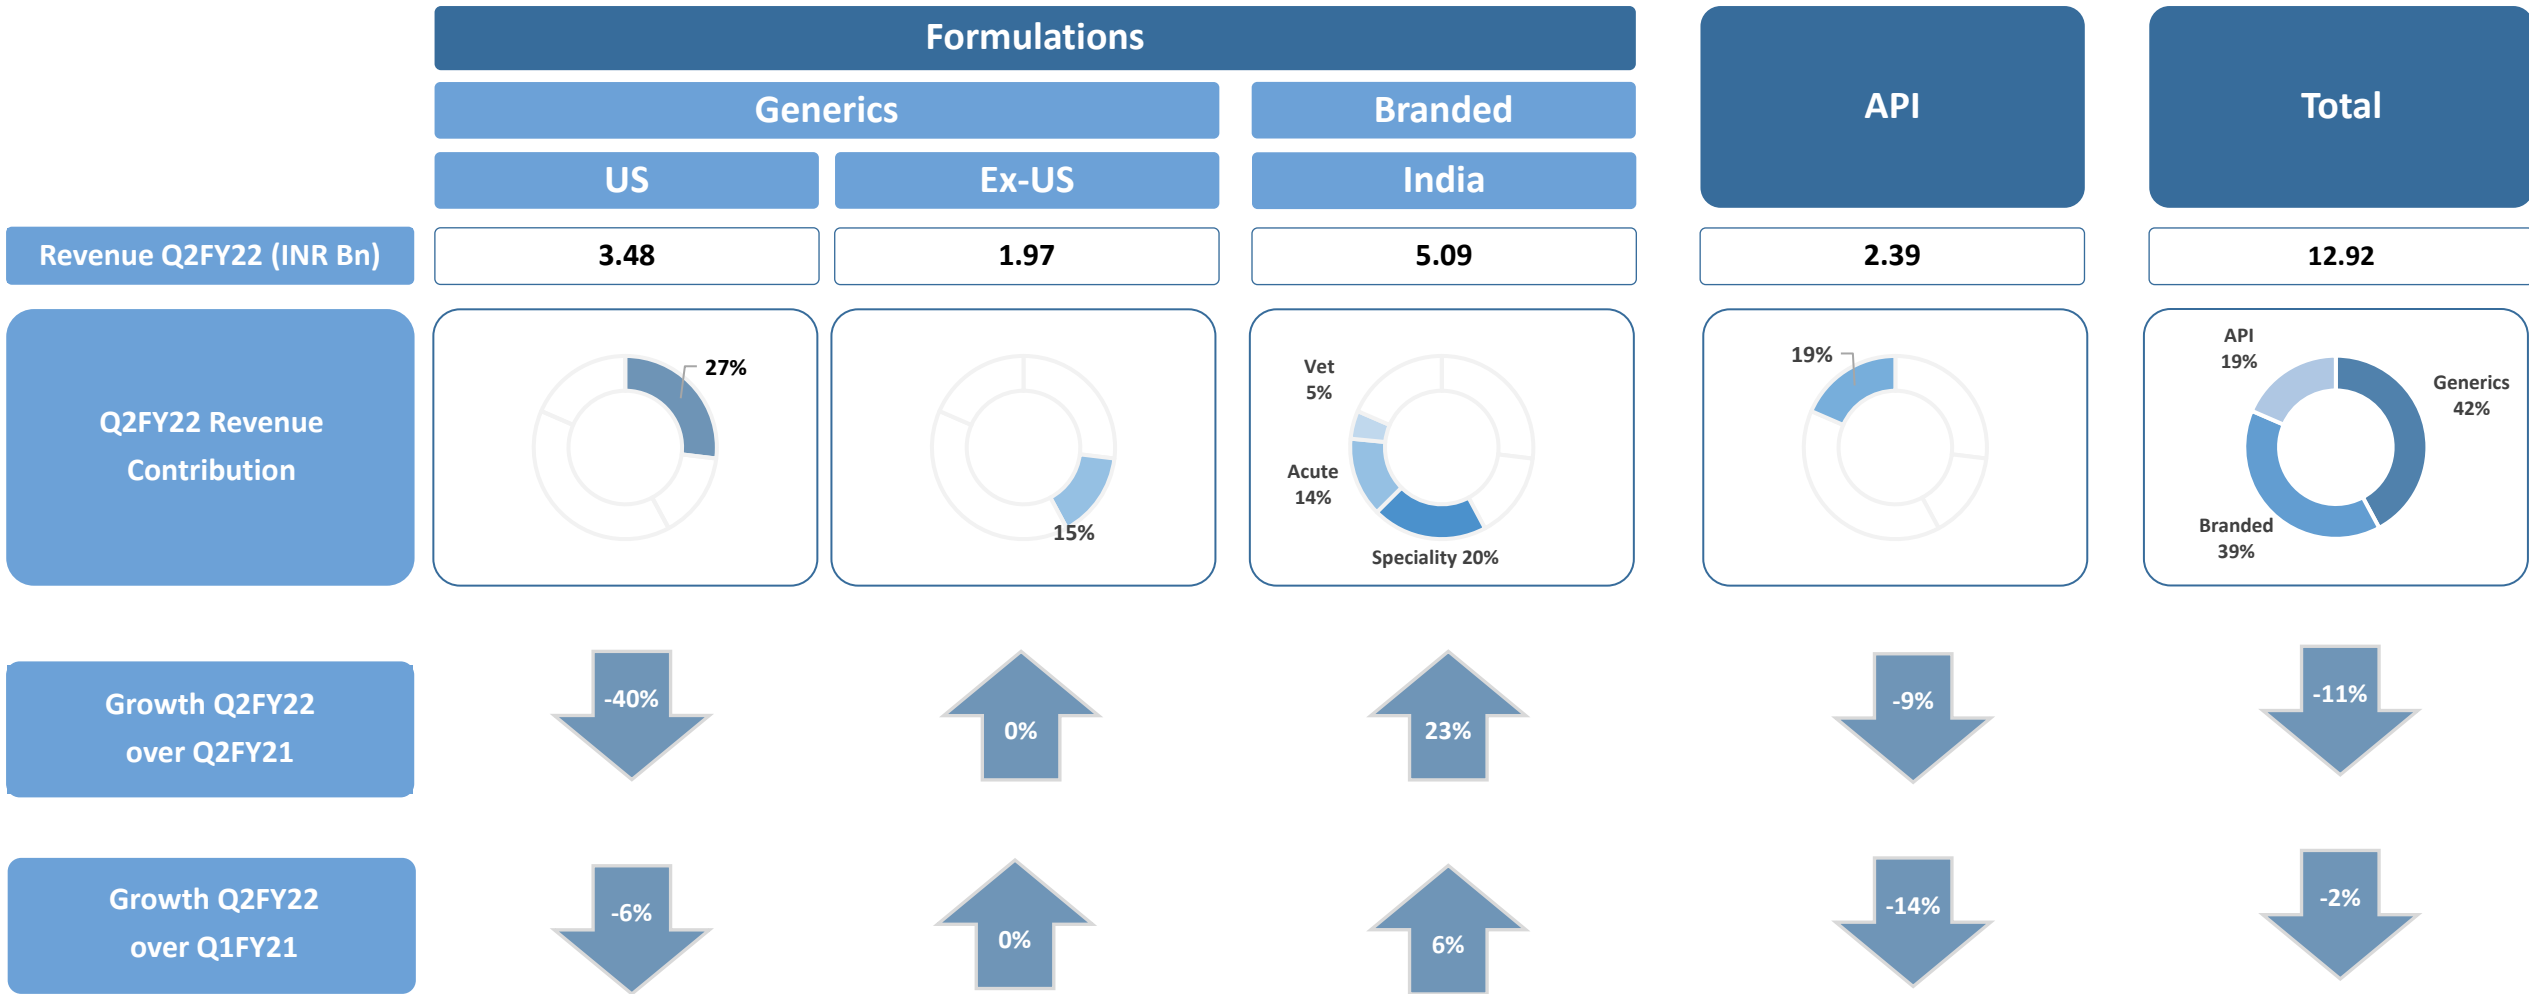 Formulations
API
Total
Generics
Branded
US
Ex-US
India
Revenue Q2FY22 (INR Bn)
3.48
1.97
5.09
2.39
12.92
Q2FY22 Revenue
Contribution
27%
15%
Vet
5%
Acute
14%
Speciality 20%
19%
API
19%
Generics
42%
Branded
39%
Growth Q2FY22
over Q2FY21
-40%
0%
23%
-9%
-11%
Growth Q2FY22
over Q1FY21
-6%
0%
6%
-14%
-2%